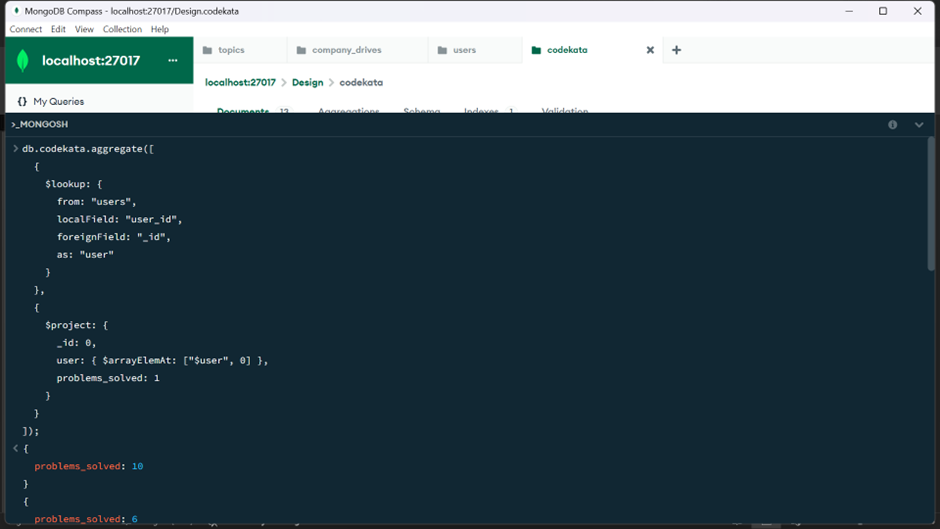 MongoDB Compass - localhost:27017/Design.codekata
Connect Edit View Collection Help
localhost:27017 ...
topics company_drives users codekata
localhost:27017 > Design > codekata
{} My Queries
Documents 12 Aggregations Schema Indexes 1 Validation
>_MONGOSH
> db.codekata.aggregate([
{
$lookup: {
from: "users",
localField: "user_id",
foreignField: "_id",
as: "user"
}
},
{
$project: {
_id: 0,
user: { $arrayElemAt: ["$user", 0] },
problems_solved: 1
}
}
]);
< {
problems_solved: 10
}
{
problems_solved: 6